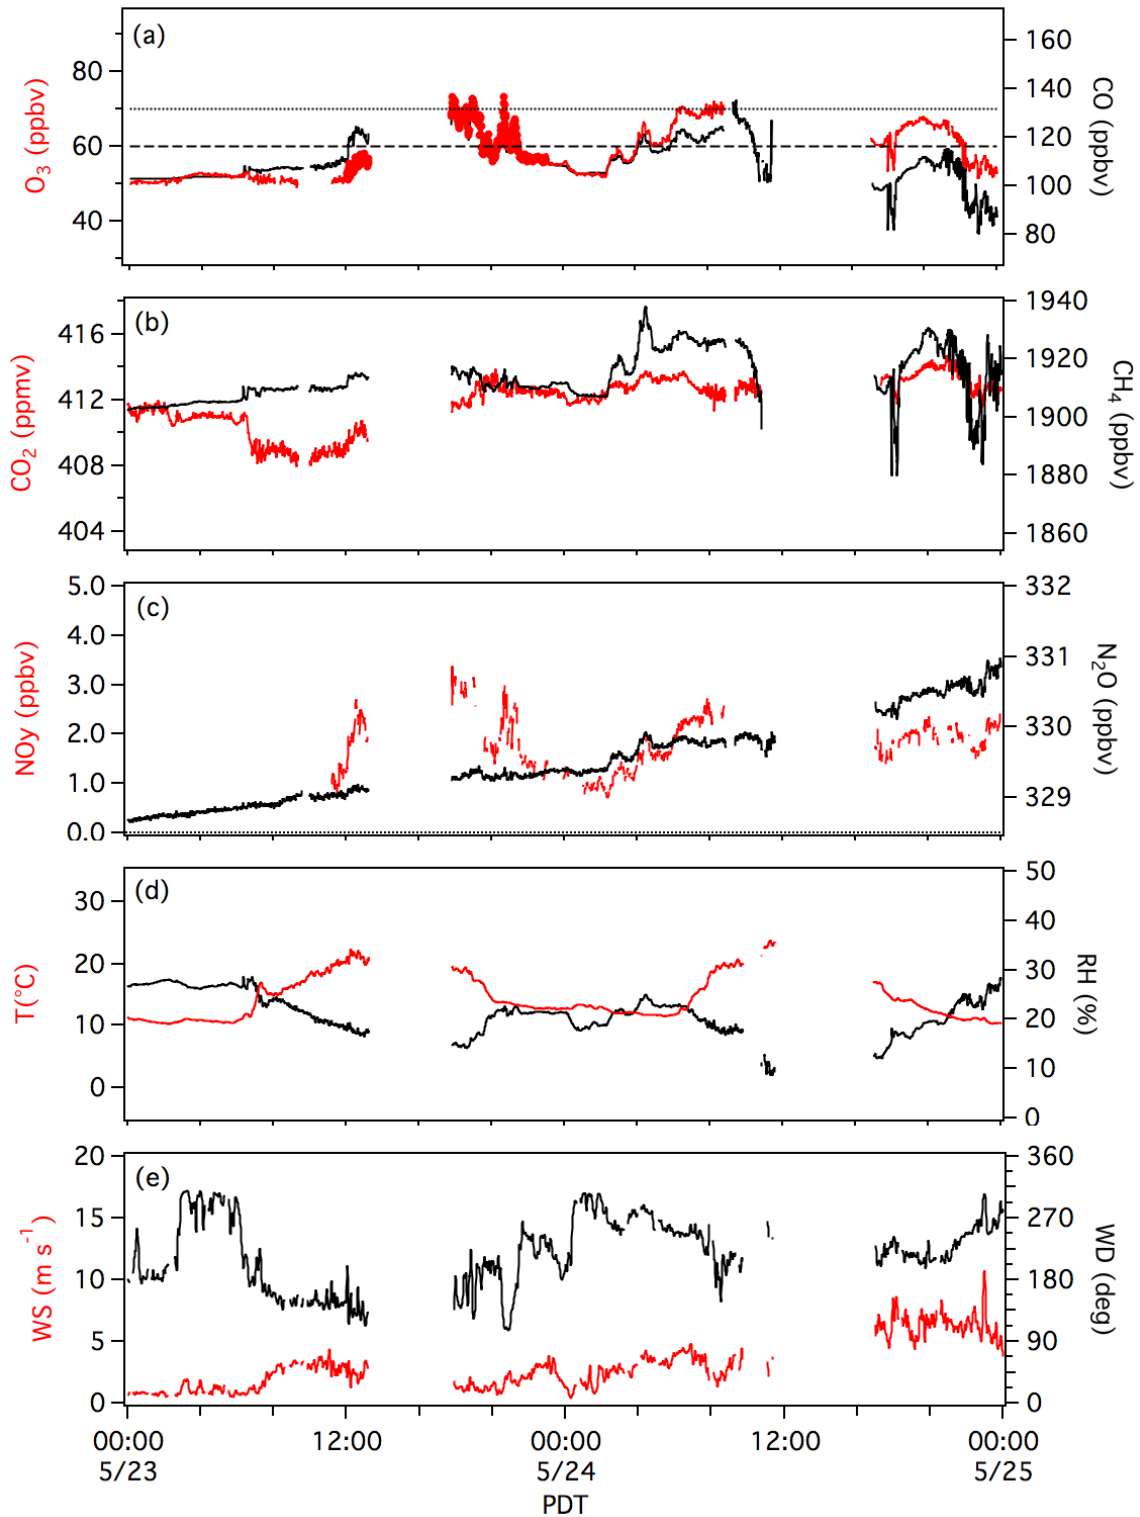 (a)
80
60
40
O3 (ppbv)
160
140
120
100
80
CO (ppbv)
(b)
416
412
408
404
CO2 (ppmv)
1940
1920
1900
1880
1860
CH4 (ppbv)
(c)
5.0
4.0
3.0
2.0
1.0
0.0
NOy (ppbv)
332
331
330
329
N2O (ppbv)
(d)
30
20
10
0
T(°C)
50
40
30
20
10
0
RH (%)
(e)
20
15
10
5
0
WS (m s-1)
360
270
180
90
0
WD (deg)
00:00 12:00 00:00 12:00 00:00
5/23 5/24 5/25
PDT